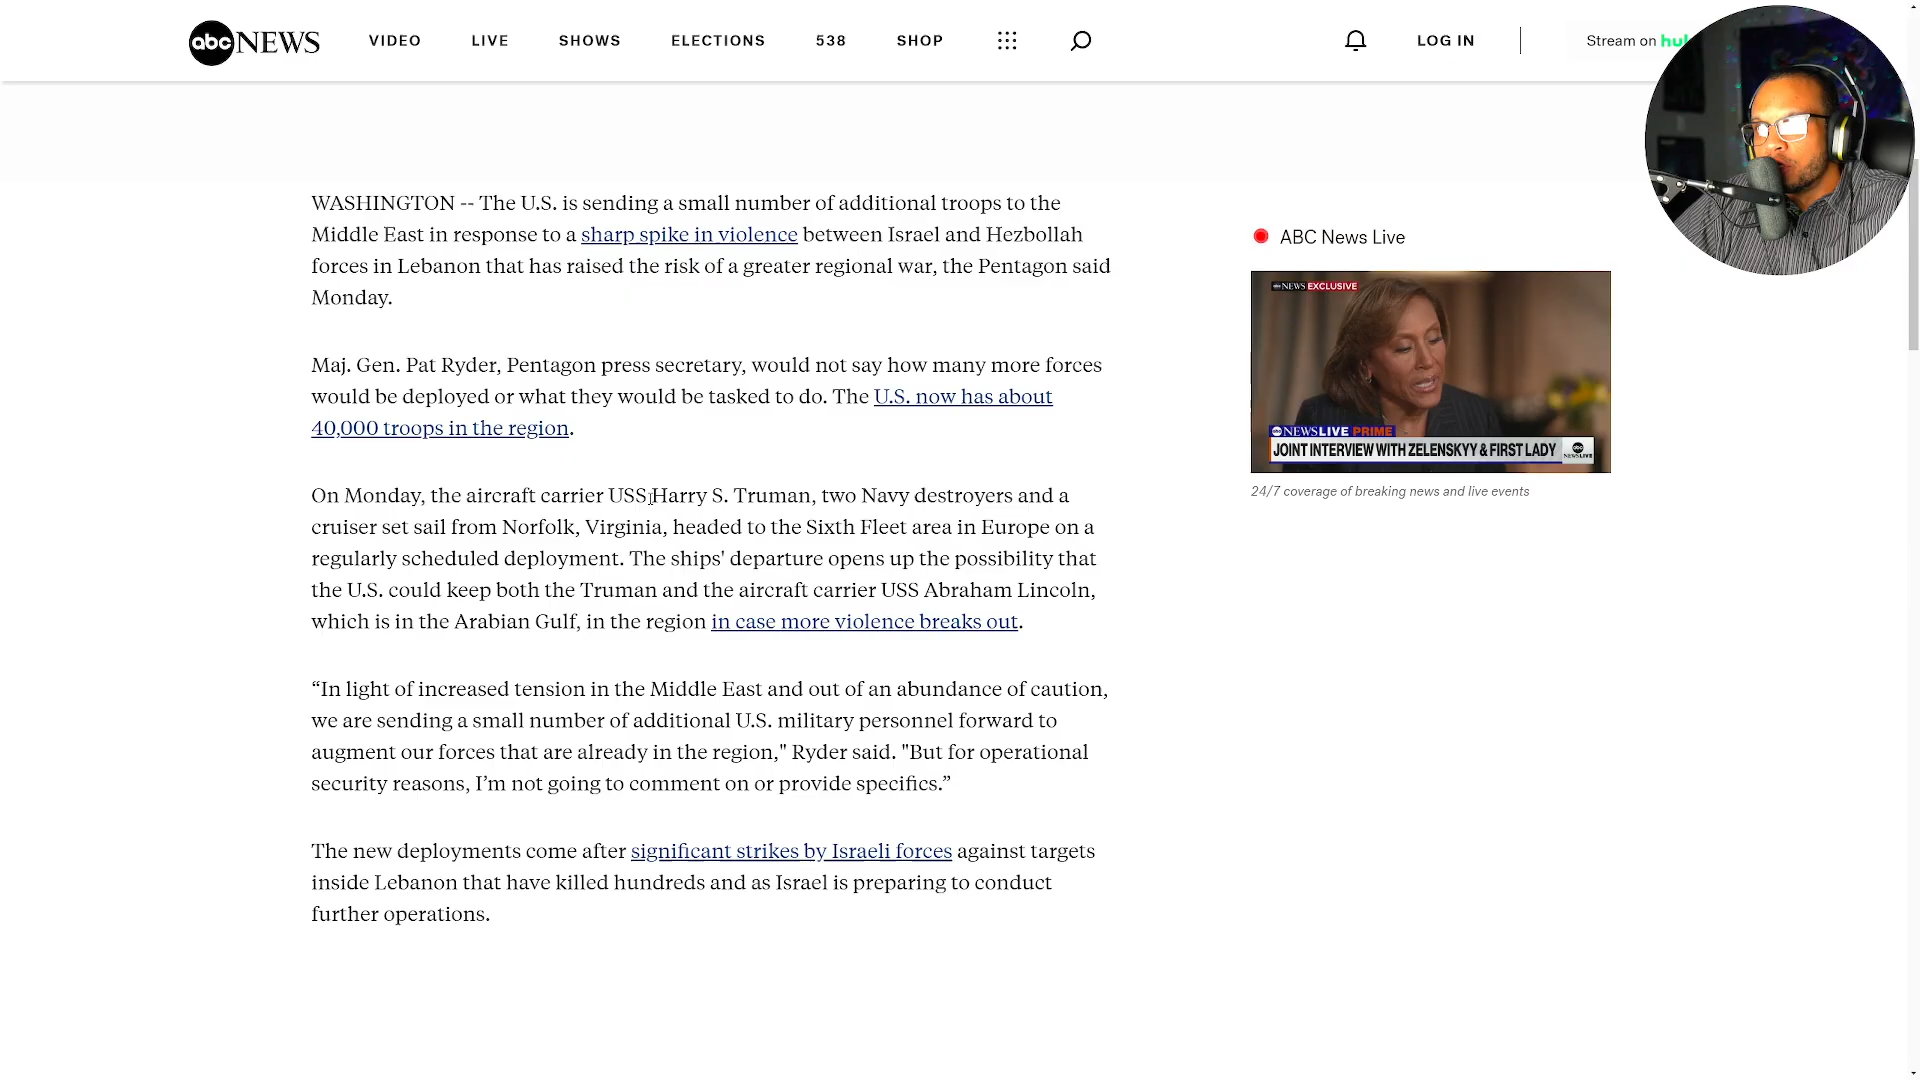 abc NEWS VIDEO LIVE SHOWS ELECTIONS 538 SHOP LOG IN Stream on
WASHINGTON -- The U.S. is sending a small number of additional troops to the
Middle East in response to a sharp spike in violence between Israel and Hezbollah
forces in Lebanon that has raised the risk of a greater regional war, the Pentagon said
Monday.
Maj. Gen. Pat Ryder, Pentagon press secretary, would not say how many more forces
would be deployed or what they would be tasked to do. The U.S. now has about
40,000 troops in the region.
On Monday, the aircraft carrier USS Harry S. Truman, two Navy destroyers and a
cruiser set sail from Norfolk, Virginia, headed to the Sixth Fleet area in Europe on a
regularly scheduled deployment. The ships' departure opens up the possibility that
the U.S. could keep both the Truman and the aircraft carrier USS Abraham Lincoln,
which is in the Arabian Gulf, in the region in case more violence breaks out.
“In light of increased tension in the Middle East and out of an abundance of caution,
we are sending a small number of additional U.S. military personnel forward to
augment our forces that are already in the region," Ryder said. "But for operational
security reasons, I’m not going to comment on or provide specifics.”
The new deployments come after significant strikes by Israeli forces against targets
inside Lebanon that have killed hundreds and as Israel is preparing to conduct
further operations.
ABC News Live
abc NEWS EXCLUSIVE
abc NEWS LIVE PRIME
JOINT INTERVIEW WITH ZELENSKYY & FIRST LADY
24/7 coverage of breaking news and live events